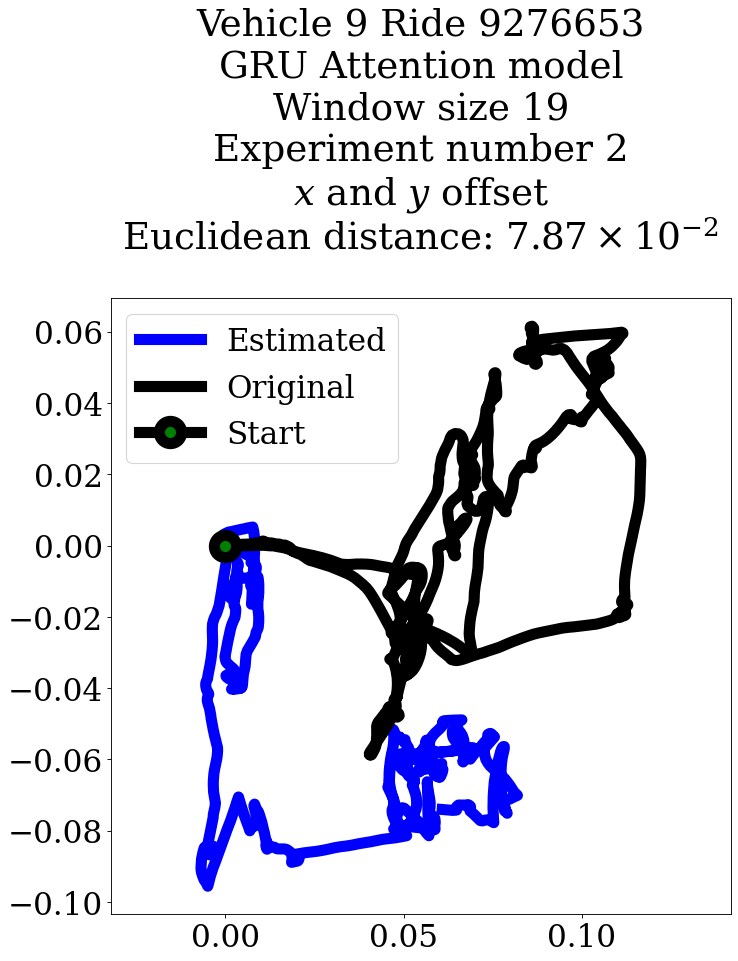 Vehicle 9 Ride 9276653
GRU Attention model
Window size 19
Experiment number 2
x and y offset
Euclidean distance: 7.87 × 10⁻²
Estimated
Original
Start
0.06
0.04
0.02
0.00
−0.02
−0.04
−0.06
−0.08
−0.10
0.00 0.05 0.10